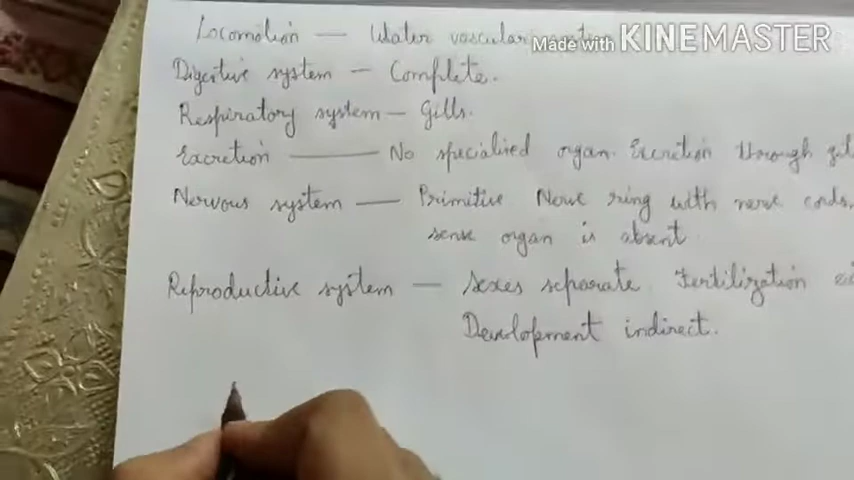 Locomotion — Water vascular
Made with KINEMASTER
Digestive system — Complete.
Respiratory system — Gills.
Excretion — No specialised organ. Excretion through
Nervous system — Primitive Nerve ring with nerve cords,
sense organ is absent
Reproductive system — Sexes separate. Fertilization
Development indirect.